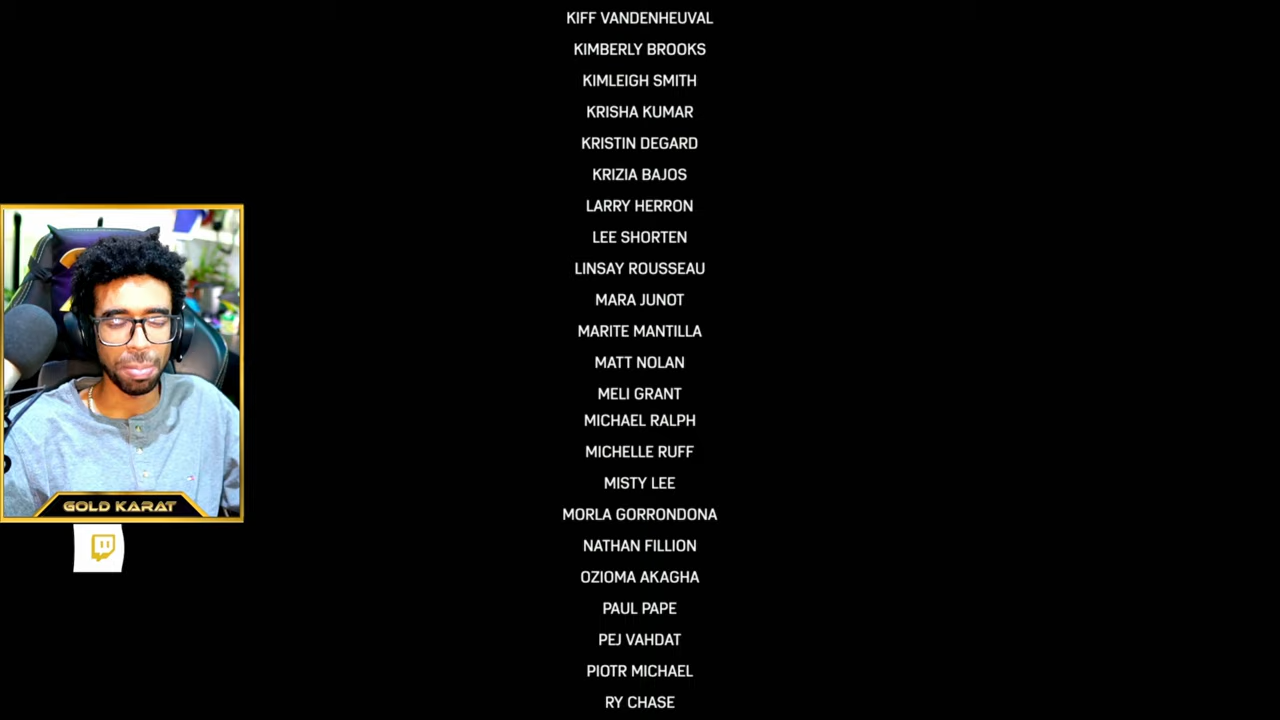 KIFF VANDENHEUVAL
KIMBERLY BROOKS
KIMLEIGH SMITH
KRISHA KUMAR
KRISTIN DEGARD
KRIZIA BAJOS
LARRY HERRON
LEE SHORTEN
LINSAY ROUSSEAU
MARA JUNOT
MARITE MANTILLA
MATT NOLAN
MELI GRANT
MICHAEL RALPH
MICHELLE RUFF
MISTY LEE
MORLA GORRONDONA
NATHAN FILLION
OZIOMA AKAGHA
PAUL PAPE
PEJ VAHDAT
PIOTR MICHAEL
RY CHASE
GOLD KARAT